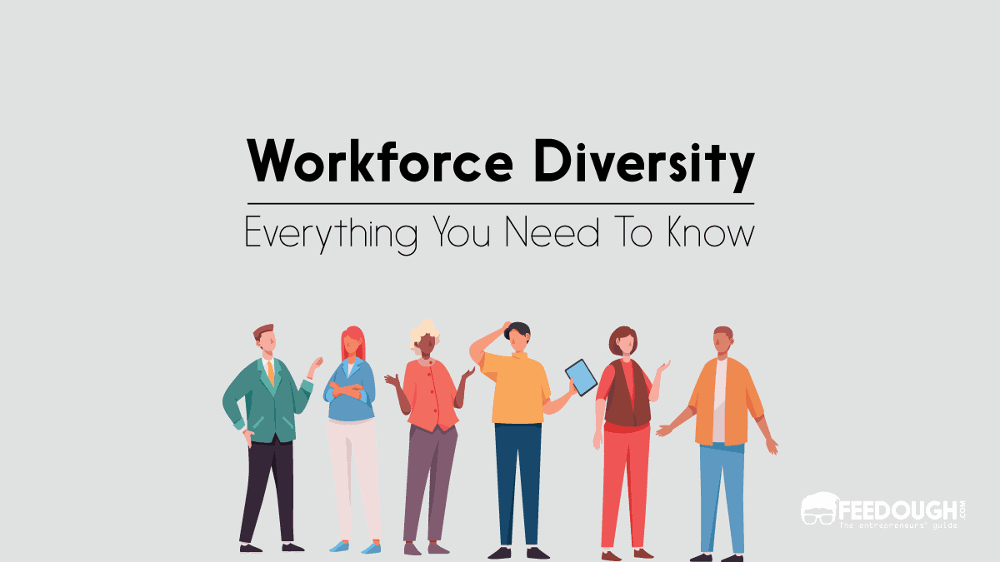 Workforce Diversity
Everything You Need To Know
FEEDOUGH.COM
The entrepreneurs' guide